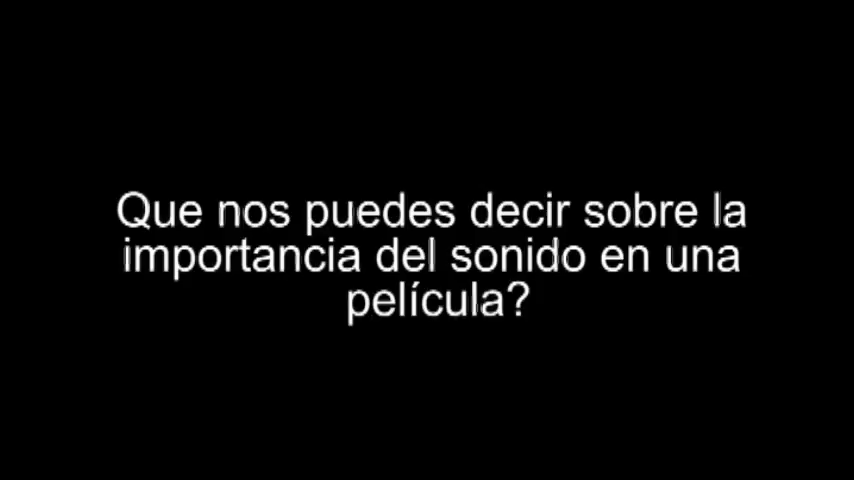 Que nos puedes decir sobre la
importancia del sonido en una
película?